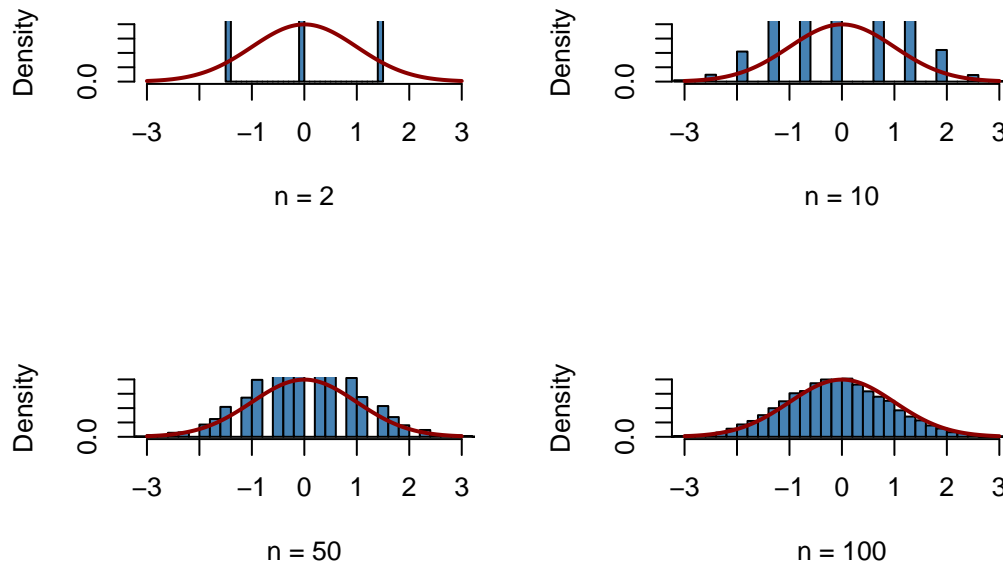 Density
0.0
−3 −1 0 1 2 3
n = 2
Density
0.0
−3 −1 0 1 2 3
n = 10
Density
0.0
−3 −1 0 1 2 3
n = 50
Density
0.0
−3 −1 0 1 2 3
n = 100